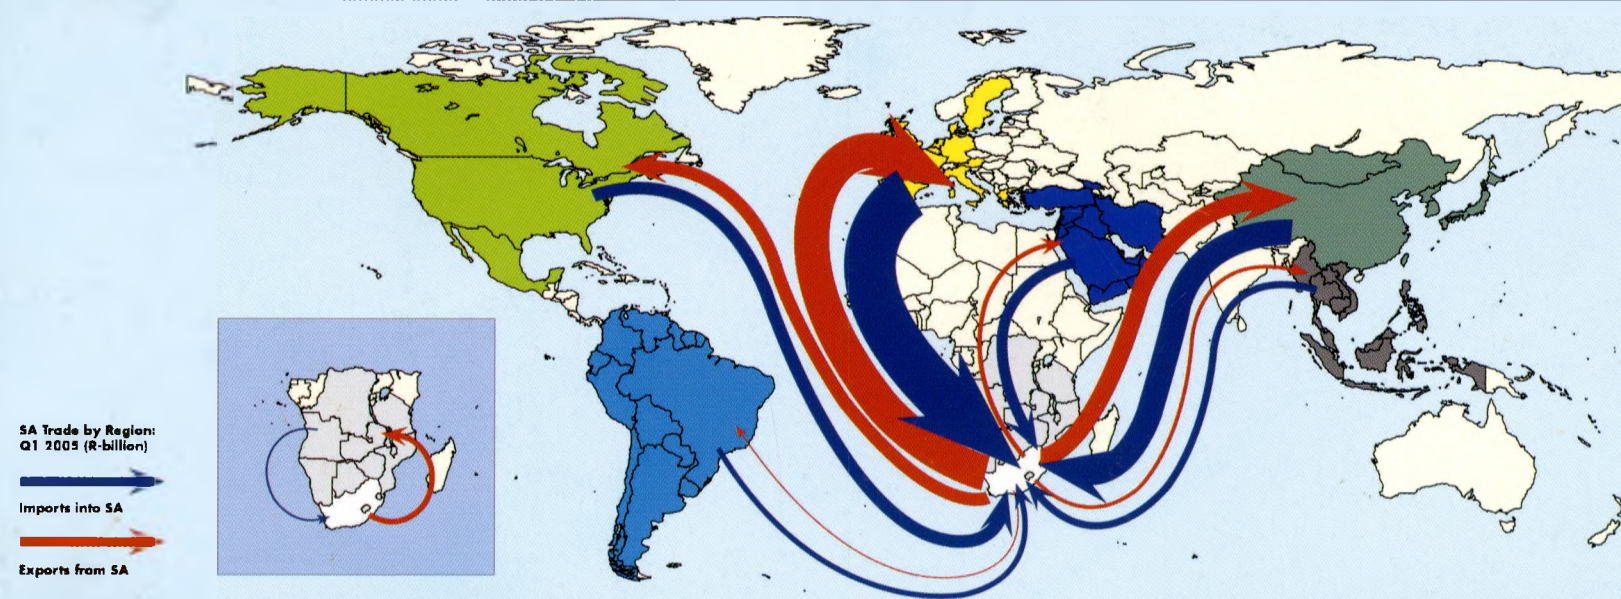 SA Trade by Region:
Q1 2005 (R-billion)
Imports into SA
Exports from SA